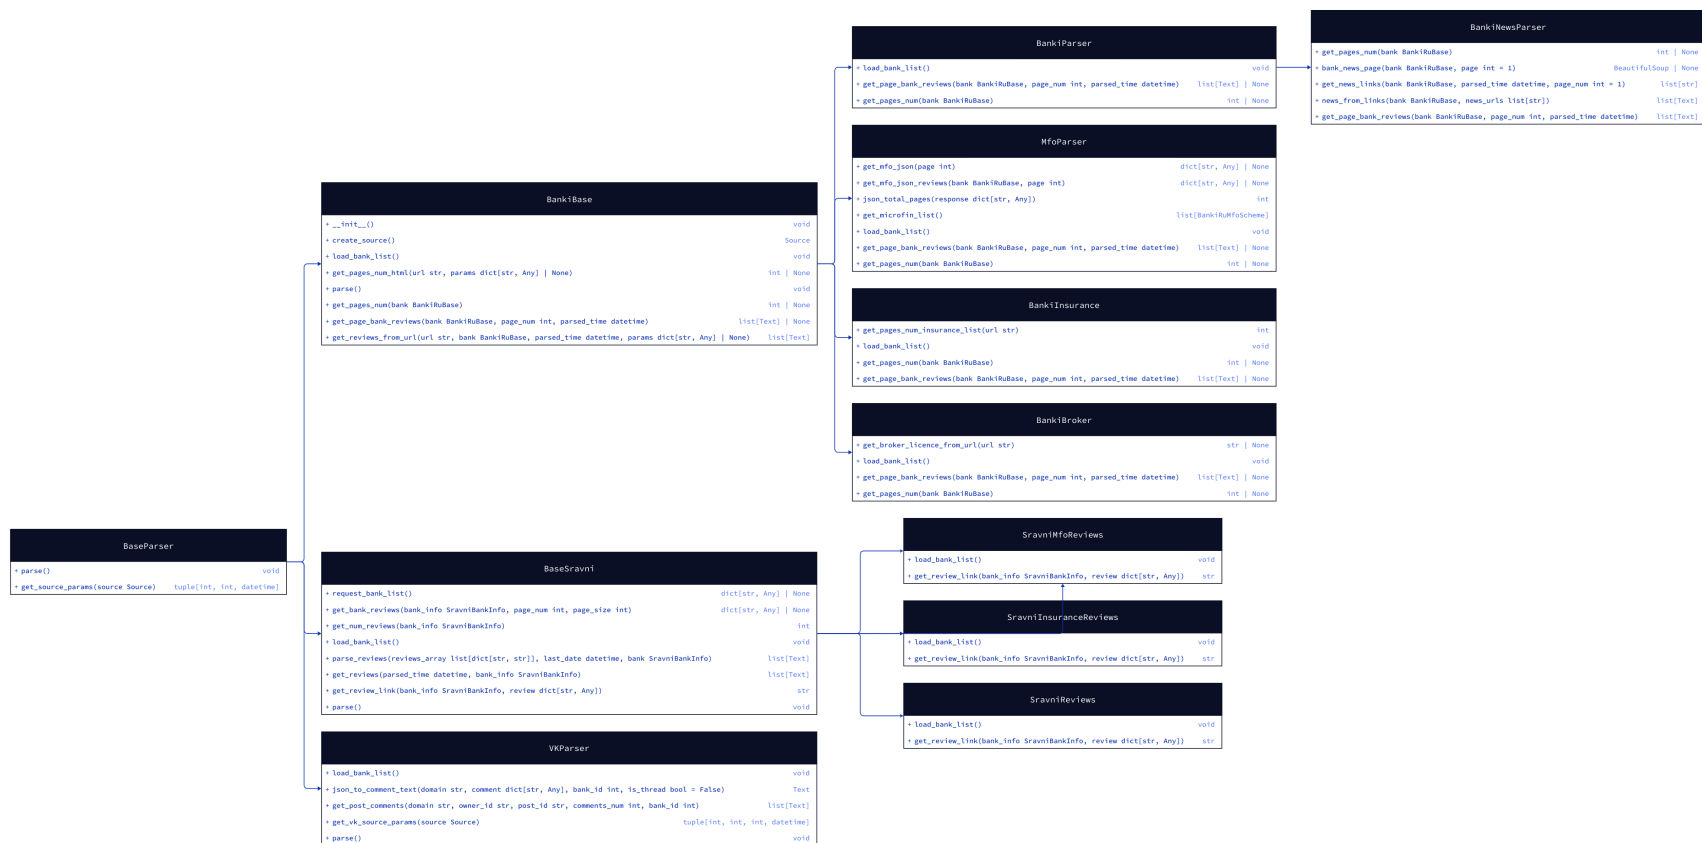 BaseParser
+ parse() void
+ get_source_params(source Source) tuple[int, int, datetime]
BankiBase
+ __init__() void
+ create_source() Source
+ load_bank_list() void
+ get_pages_num_html(url str, params dict[str, Any] | None) int | None
+ parse() void
+ get_pages_num(bank BankiRuBase) int | None
+ get_page_bank_reviews(bank BankiRuBase, page_num int, parsed_time datetime) list[Text] | None
+ get_reviews_from_url(url str, bank BankiRuBase, parsed_time datetime, params dict[str, Any] | None) list[Text]
BaseSravni
+ request_bank_list() dict[str, Any] | None
+ get_bank_reviews(bank_info SravniBankInfo, page_num int, page_size int) dict[str, Any] | None
+ get_num_reviews(bank_info SravniBankInfo) int
+ load_bank_list() void
+ parse_reviews(reviews_array list[dict[str, str]], last_date datetime, bank SravniBankInfo) list[Text]
+ get_reviews(parsed_time datetime, bank_info SravniBankInfo) list[Text]
+ get_review_link(bank_info SravniBankInfo, review dict[str, Any]) str
+ parse() void
VKParser
+ load_bank_list() void
+ json_to_comment_text(domain str, comment dict[str, Any], bank_id int, is_thread bool = False) Text
+ get_post_comments(domain str, owner_id str, post_id str, comments_num int, bank_id int) list[Text]
+ get_vk_source_params(source Source) tuple[int, int, int, datetime]
+ parse() void
BankiParser
+ load_bank_list() void
+ get_page_bank_reviews(bank BankiRuBase, page_num int, parsed_time datetime) list[Text] | None
+ get_pages_num(bank BankiRuBase) int | None
MfoParser
+ get_mfo_json(page int) dict[str, Any] | None
+ get_mfo_json_reviews(bank BankiRuBase, page int) dict[str, Any] | None
+ json_total_pages(response dict[str, Any]) int
+ get_microfin_list() list[BankiRuMfoScheme]
+ load_bank_list() void
+ get_page_bank_reviews(bank BankiRuBase, page_num int, parsed_time datetime) list[Text] | None
+ get_pages_num(bank BankiRuBase) int | None
BankiInsurance
+ get_pages_num_insurance_list(url str) int
+ load_bank_list() void
+ get_pages_num(bank BankiRuBase) int | None
+ get_page_bank_reviews(bank BankiRuBase, page_num int, parsed_time datetime) list[Text] | None
BankiBroker
+ get_broker_licence_from_url(url str) str | None
+ load_bank_list() void
+ get_page_bank_reviews(bank BankiRuBase, page_num int, parsed_time datetime) list[Text] | None
+ get_pages_num(bank BankiRuBase) int | None
SravniMfoReviews
+ load_bank_list() void
+ get_review_link(bank_info SravniBankInfo, review dict[str, Any]) str
SravniInsuranceReviews
+ load_bank_list() void
+ get_review_link(bank_info SravniBankInfo, review dict[str, Any]) str
SravniReviews
+ load_bank_list() void
+ get_review_link(bank_info SravniBankInfo, review dict[str, Any]) str
BankiNewsParser
+ get_pages_num(bank BankiRuBase) int | None
+ bank_news_page(bank BankiRuBase, page int = 1) BeautifulSoup | None
+ get_news_links(bank BankiRuBase, parsed_time datetime, page_num int = 1) list[str]
+ news_from_links(bank BankiRuBase, news_urls list[str]) list[Text]
+ get_page_bank_reviews(bank BankiRuBase, page_num int, parsed_time datetime) list[Text]